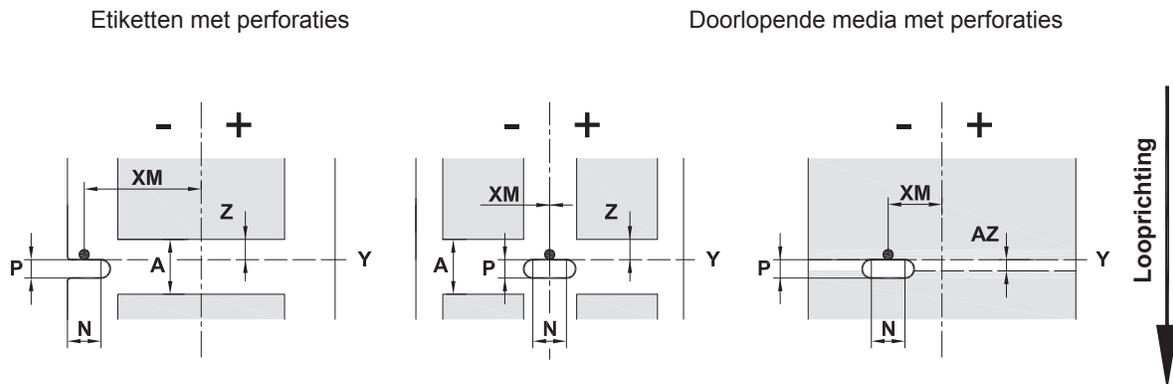 Etiketten met perforaties
Doorlopende media met perforaties
- +
- +
- +
XM
Z
P
A
Y
N
XM
Z
A
P
Y
N
XM
AZ
P
Y
N
Looprichting